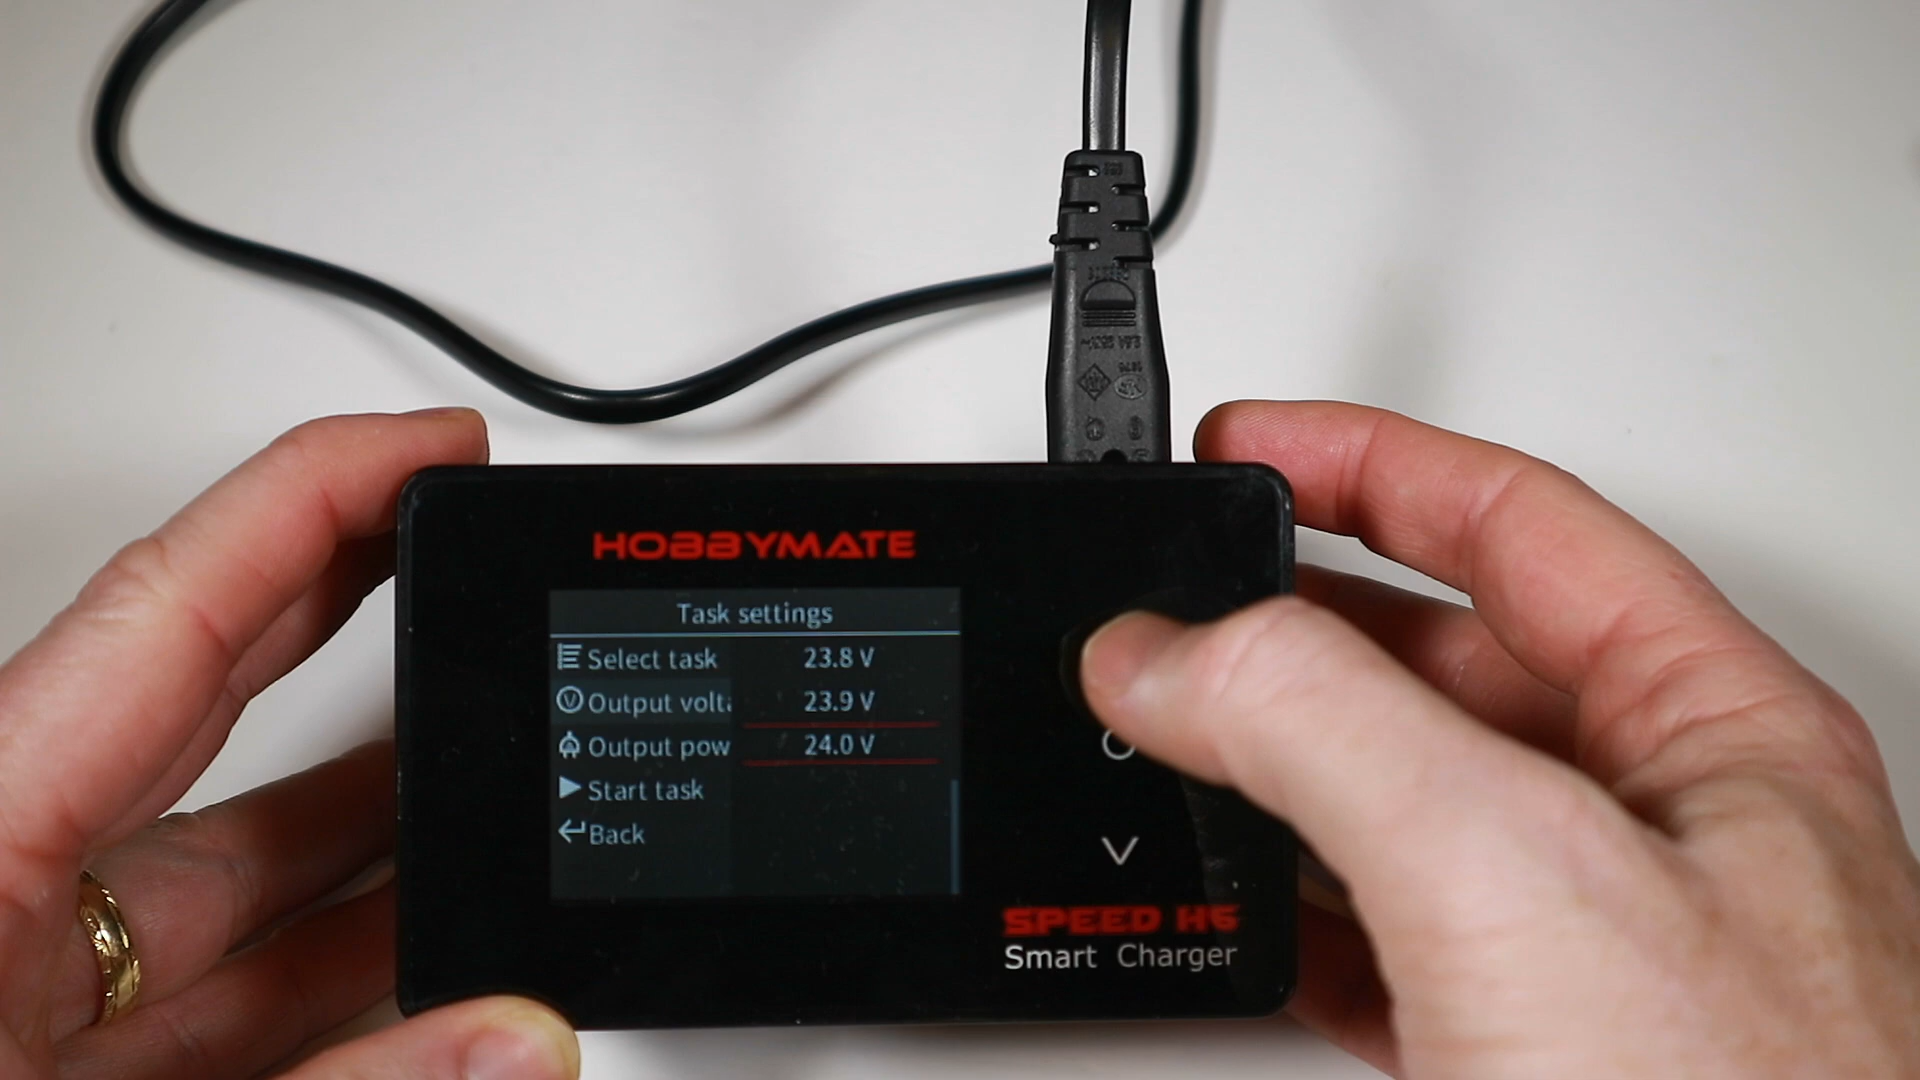 HOBBYMATE
Task settings
Select task 23.8 V
Output volta 23.9 V
Output pow 24.0 V
Start task
Back
SPEED H6
Smart Charger